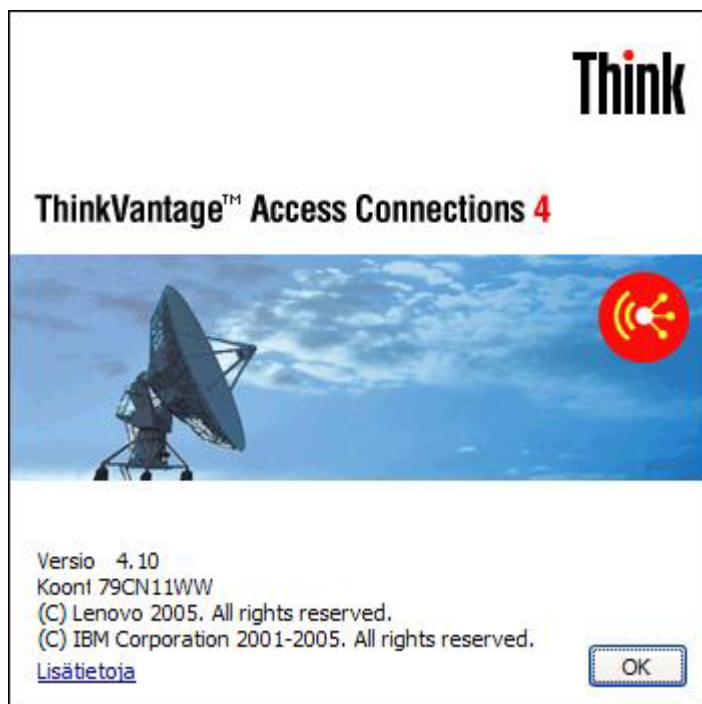 Think
ThinkVantage™ Access Connections 4
Versio 4.10
Koont 79CN11WW
(C) Lenovo 2005. All rights reserved.
(C) IBM Corporation 2001-2005. All rights reserved.
Lisätietoja
OK